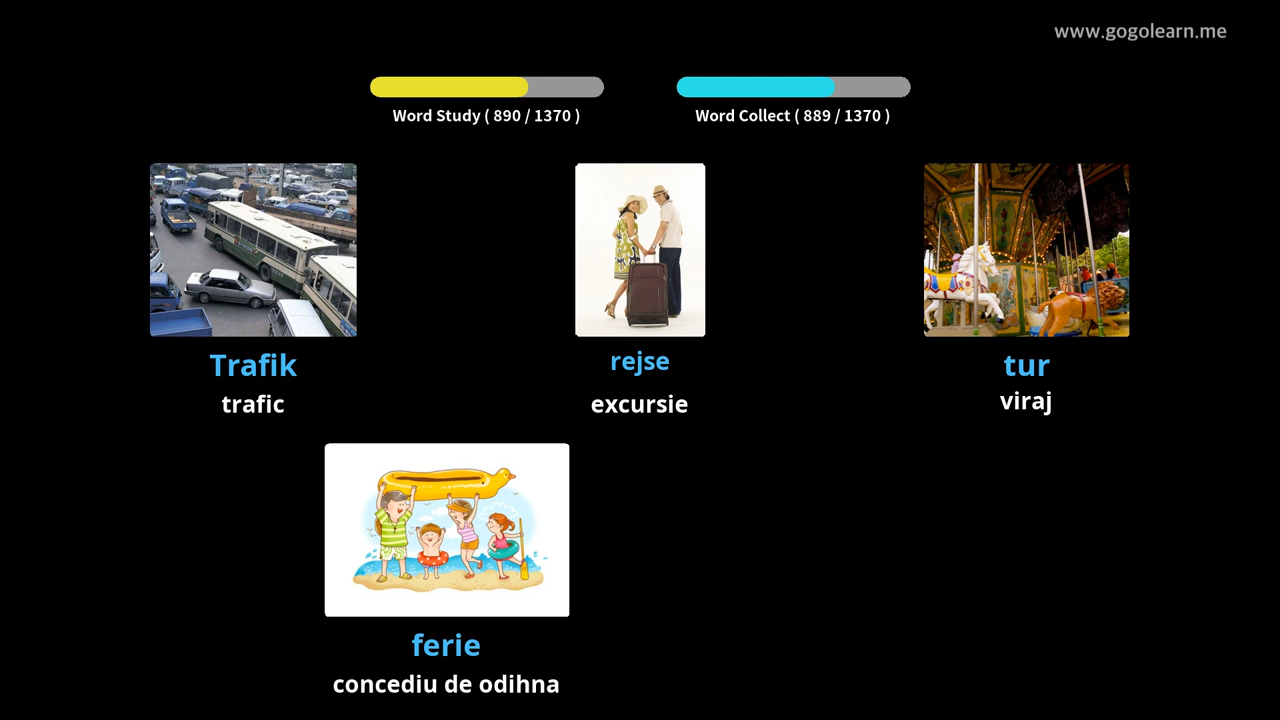 www.gogolearn.me
Word Study ( 890 / 1370 )
Word Collect ( 889 / 1370 )
Trafik
trafic
rejse
excursie
tur
viraj
ferie
concediu de odihna